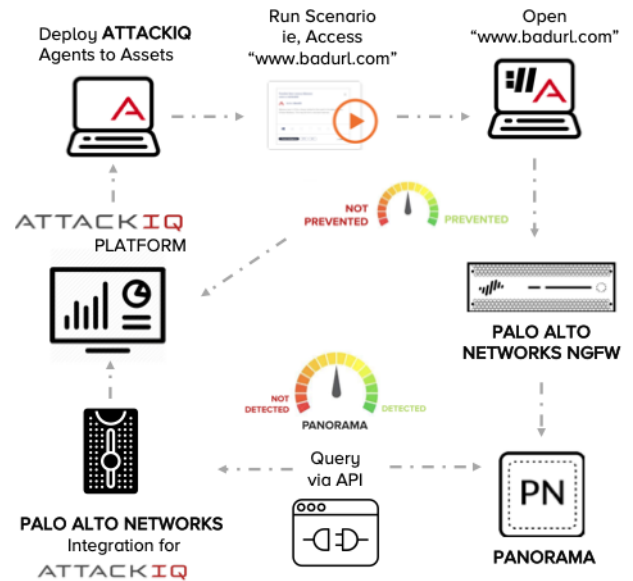 Deploy ATTACKIQ
Agents to Assets
Run Scenario
ie, Access
“www.badurl.com”
Open
“www.badurl.com”
NOT
PREVENTED
PREVENTED
ATTACKIQ
PLATFORM
PALO ALTO
NETWORKS NGFW
NOT
DETECTED
DETECTED
PANORAMA
Query
via API
PN
PANORAMA
PALO ALTO NETWORKS
Integration for
ATTACKIQ